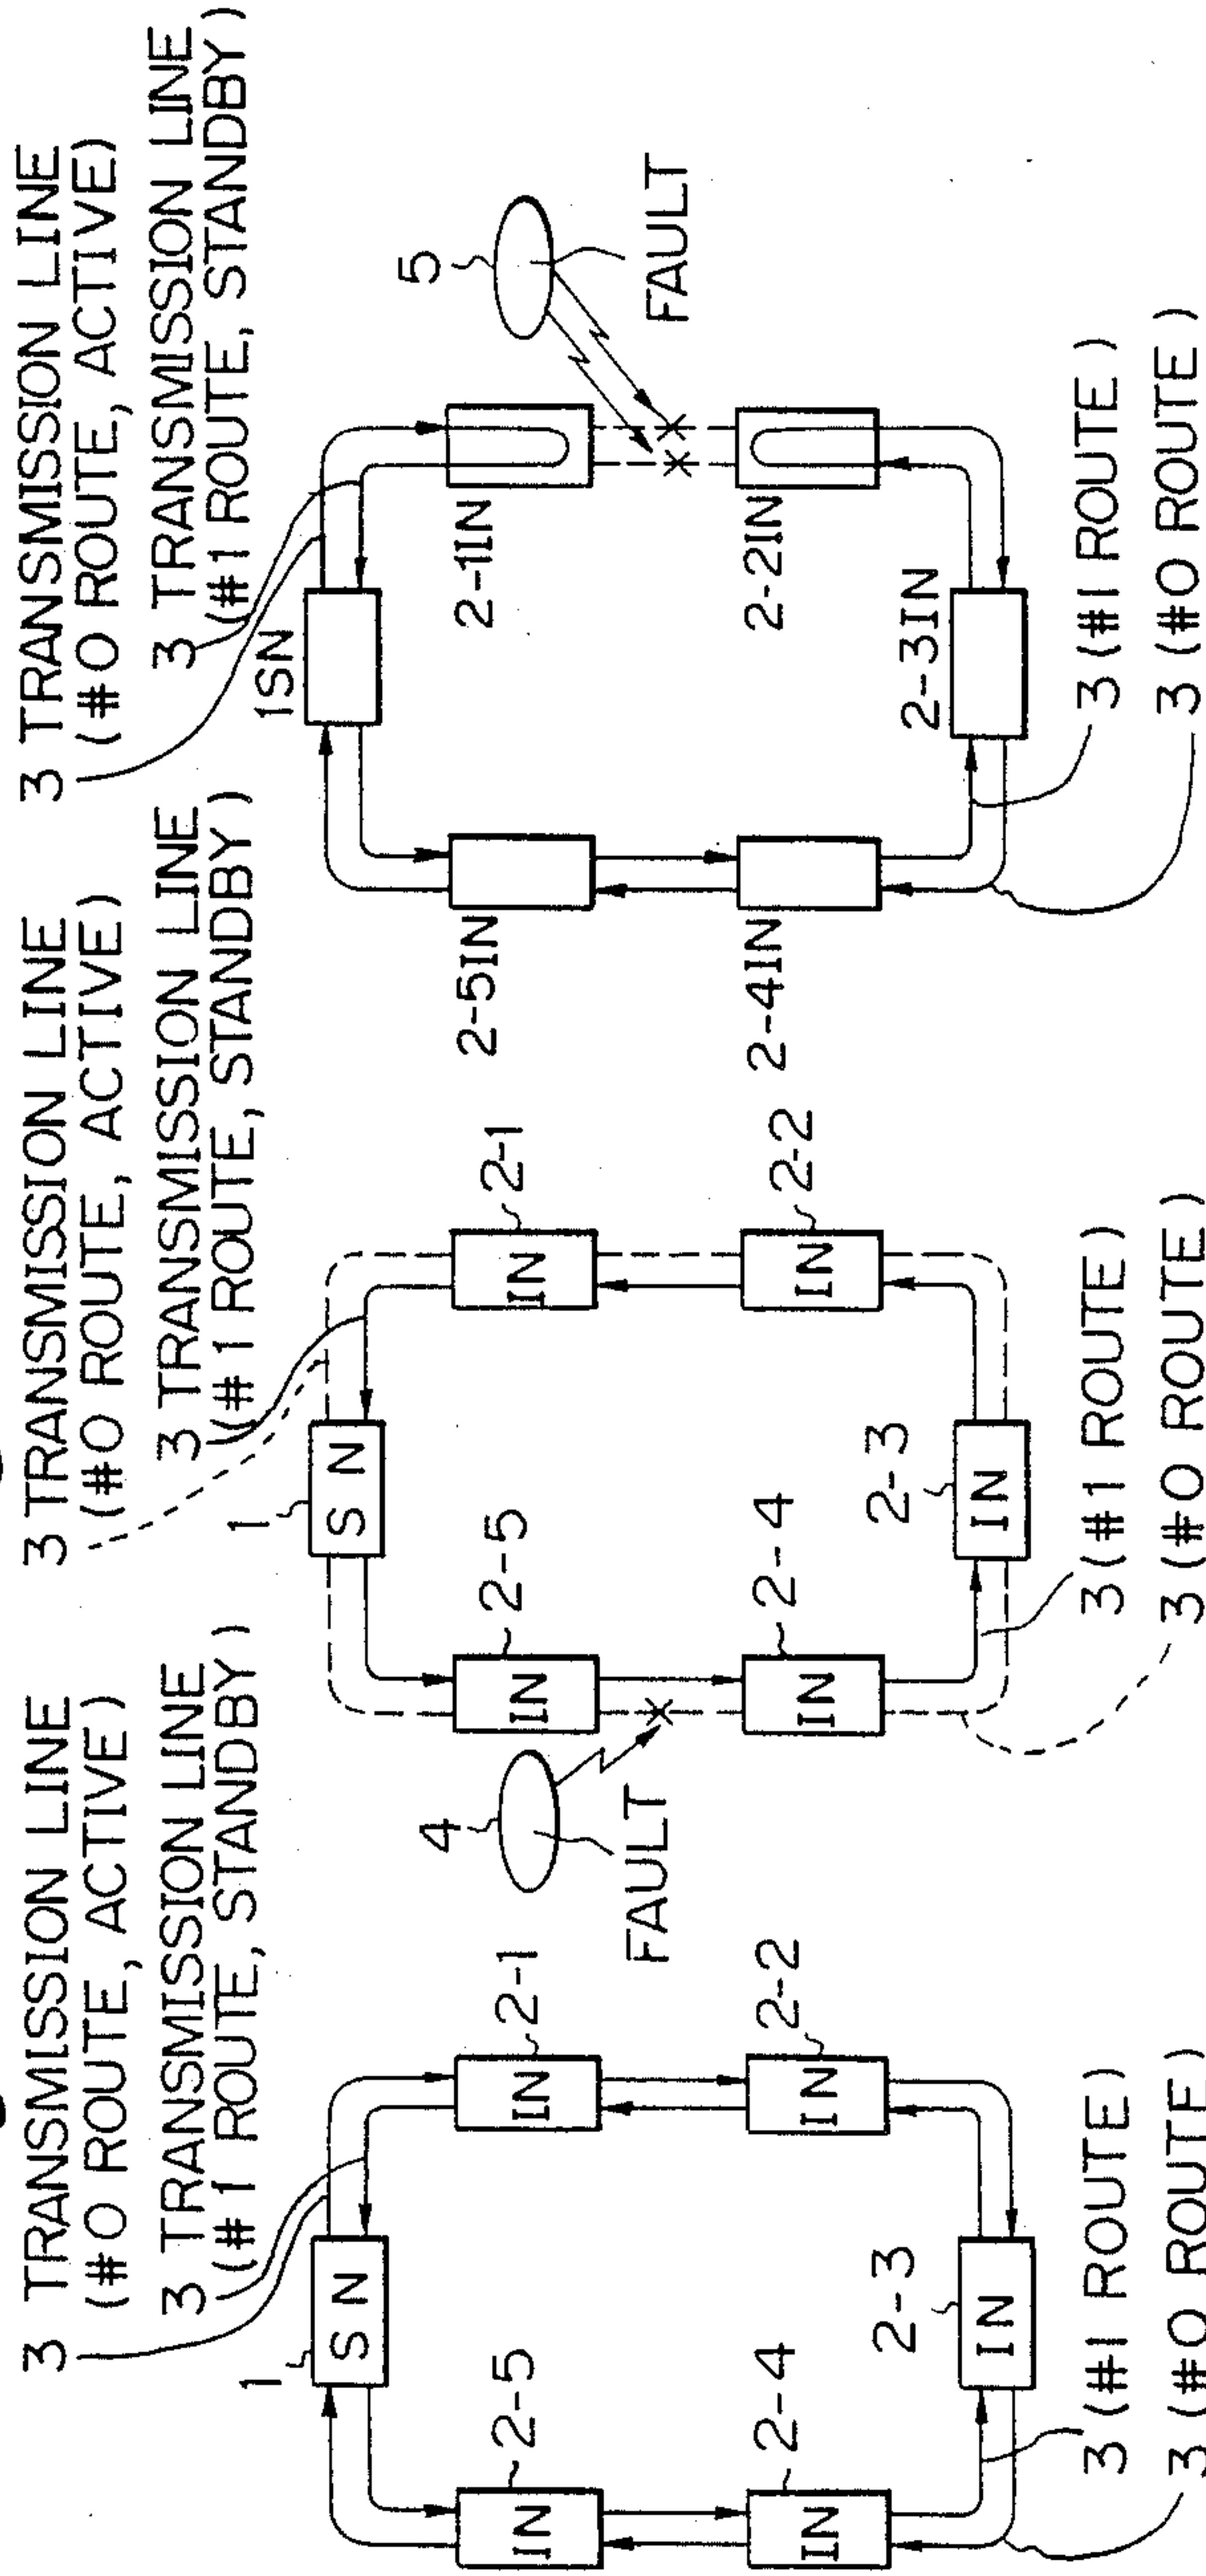 3 TRANSMISSION LINE
(#0 ROUTE, ACTIVE)
3 TRANSMISSION LINE
(#1 ROUTE, STANDBY)
1
SN
2-1
IN
2-5
IN
2-2
IN
2-4
IN
2-3
IN
3 (#1 ROUTE)
3 (#0 ROUTE)
3 TRANSMISSION LINE
(#0 ROUTE, ACTIVE)
3 TRANSMISSION LINE
(#1 ROUTE, STANDBY)
1
SN
2-1
IN
2-5
IN
4
FAULT
2-2
IN
2-4
IN
2-3
IN
3 (#1 ROUTE)
3 (#0 ROUTE)
3 TRANSMISSION LINE
(#0 ROUTE, ACTIVE)
3 TRANSMISSION LINE
(#1 ROUTE, STANDBY)
1SN
5
FAULT
2-1IN
2-5IN
2-2IN
2-4IN
2-3IN
3 (#1 ROUTE)
3 (#0 ROUTE)